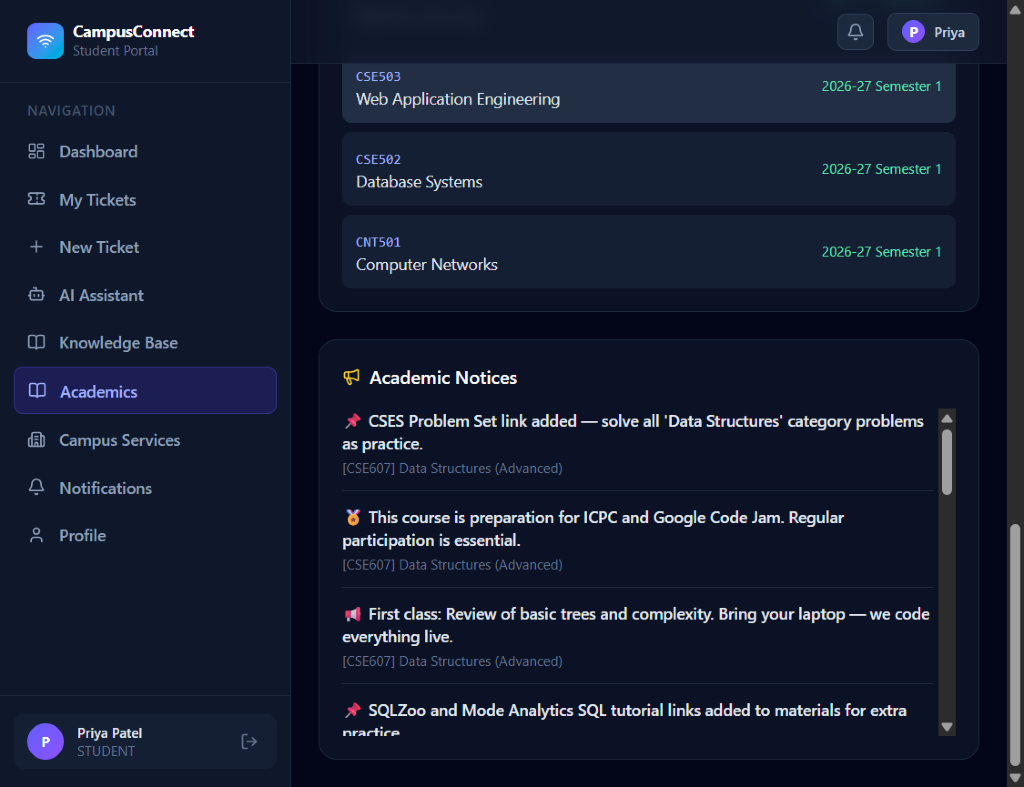 CampusConnect
Student Portal
NAVIGATION
Dashboard
My Tickets
New Ticket
AI Assistant
Knowledge Base
Academics
Campus Services
Notifications
Profile
P
Priya Patel
STUDENT
P
Priya
CSE503
Web Application Engineering
2026-27 Semester 1
CSE502
Database Systems
2026-27 Semester 1
CNT501
Computer Networks
2026-27 Semester 1
Academic Notices
📌 CSES Problem Set link added — solve all 'Data Structures' category problems
as practice.
[CSE607] Data Structures (Advanced)
🏅 This course is preparation for ICPC and Google Code Jam. Regular
participation is essential.
[CSE607] Data Structures (Advanced)
📢 First class: Review of basic trees and complexity. Bring your laptop — we code
everything live.
[CSE607] Data Structures (Advanced)
📌 SQLZoo and Mode Analytics SQL tutorial links added to materials for extra
practice.